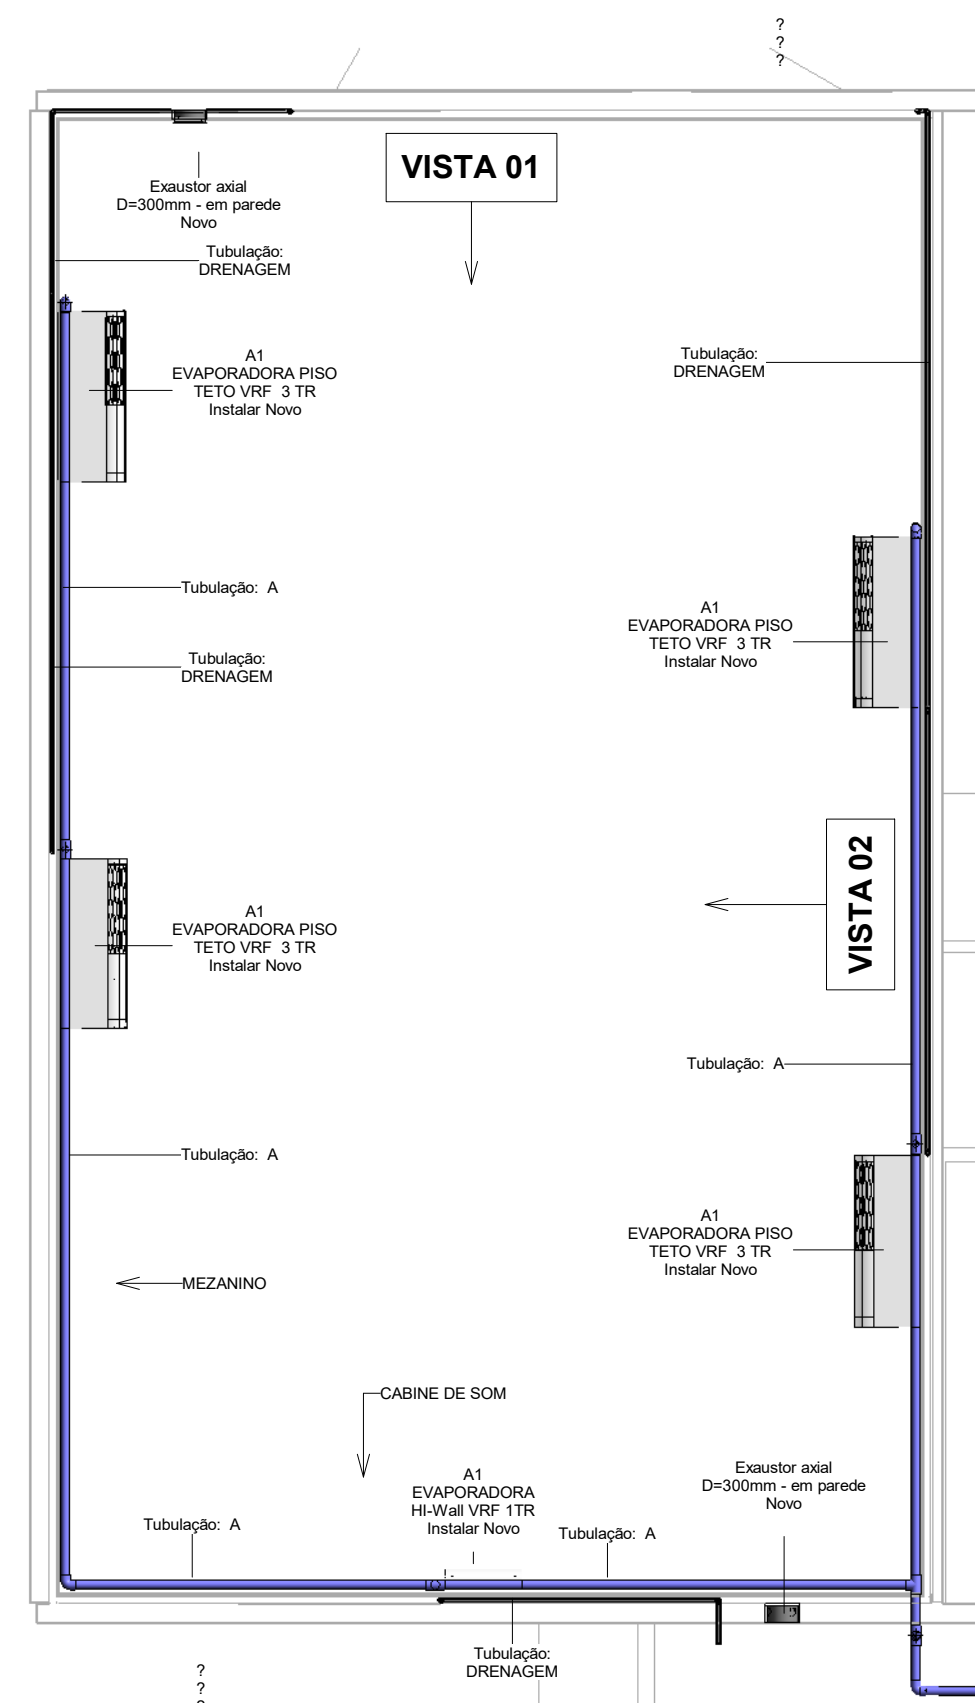 ?
?
?
VISTA 01
Exaustor axial
D=300mm - em parede
Novo
Tubulação:
DRENAGEM
A1
EVAPORADORA PISO
TETO VRF 3 TR
Instalar Novo
Tubulação:
DRENAGEM
Tubulação: A
A1
EVAPORADORA PISO
TETO VRF 3 TR
Instalar Novo
Tubulação:
DRENAGEM
VISTA 02
A1
EVAPORADORA PISO
TETO VRF 3 TR
Instalar Novo
Tubulação: A
Tubulação: A
A1
EVAPORADORA PISO
TETO VRF 3 TR
Instalar Novo
MEZANINO
CABINE DE SOM
A1
EVAPORADORA
HI-Wall VRF 1TR
Instalar Novo
Exaustor axial
D=300mm - em parede
Novo
Tubulação: A
Tubulação: A
Tubulação:
DRENAGEM
?
?
?